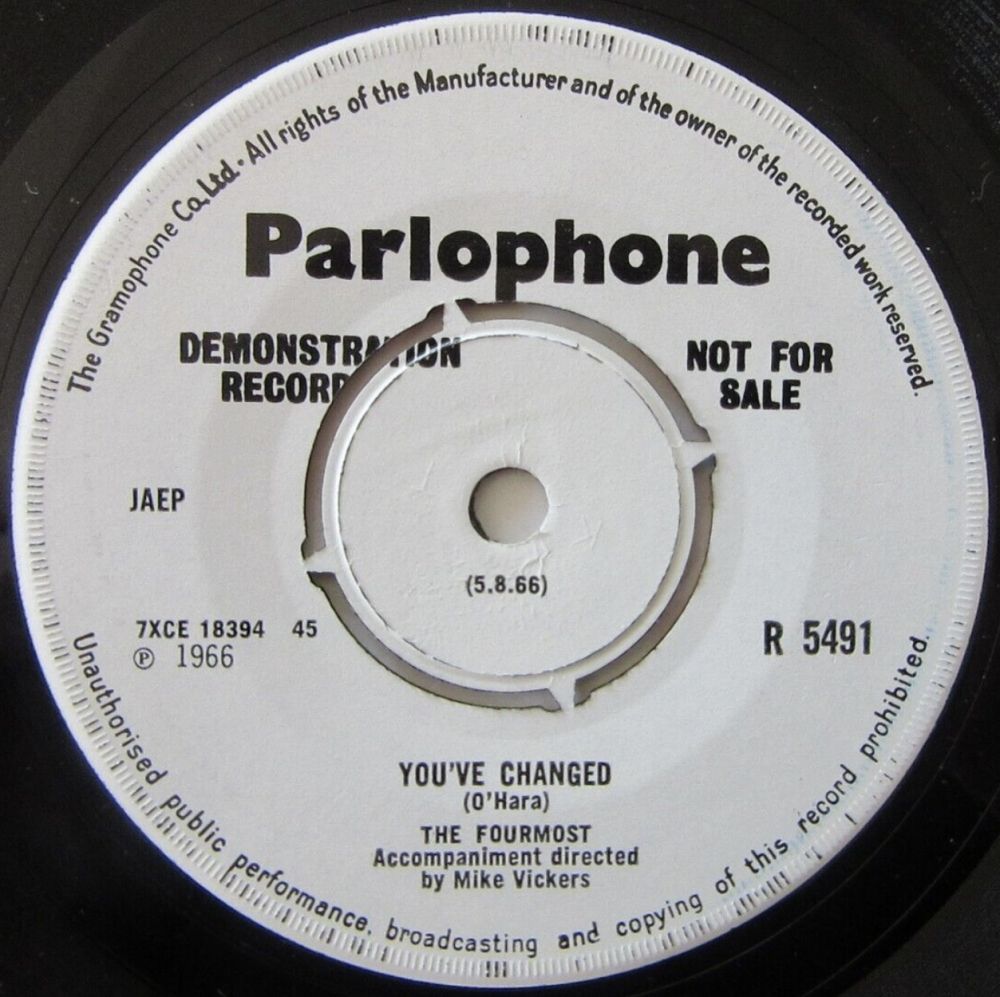 The Gramophone Co. Ltd. · All rights of the Manufacturer and of the owner of the recorded work reserved.
Parlophone
DEMONSTRATION
RECORD
NOT FOR
SALE
JAEP
(5.8.66)
7XCE 18394 45
℗ 1966
R 5491
YOU'VE CHANGED
(O'Hara)
THE FOURMOST
Accompaniment directed
by Mike Vickers
Unauthorised public performance, broadcasting and copying of this record prohibited.